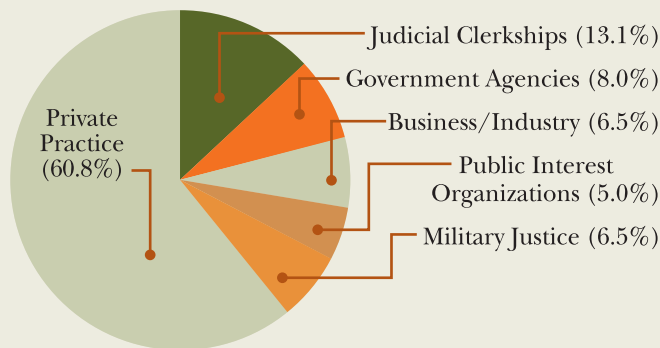 Judicial Clerkships (13.1%)
Government Agencies (8.0%)
Business/Industry (6.5%)
Public Interest
Organizations (5.0%)
Military Justice (6.5%)
Private
Practice
(60.8%)